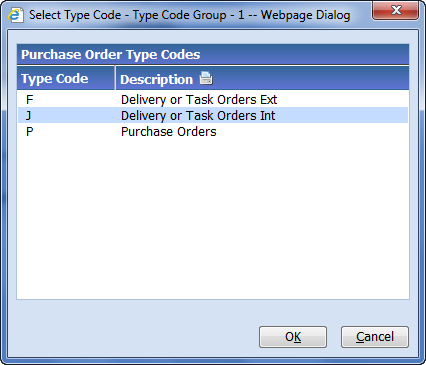 Select Type Code - Type Code Group - 1 -- Webpage Dialog
Purchase Order Type Codes
Type Code Description
F Delivery or Task Orders Ext
J Delivery or Task Orders Int
P Purchase Orders
OK Cancel